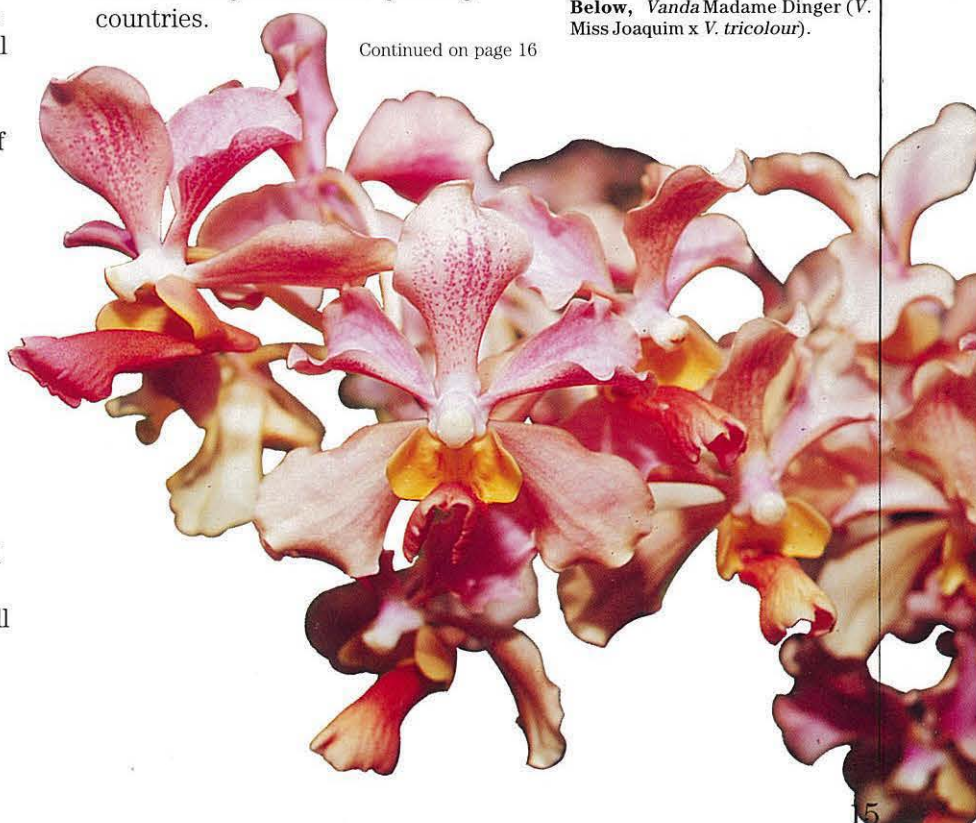 countries.
Continued on page 16
Below, Vanda Madame Dinger (V.
Miss Joaquim x V. tricolour).
15